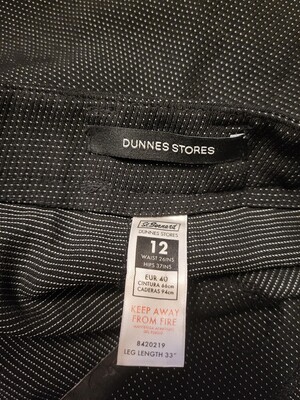 DUNNES STORES
St. Bernard
DUNNES STORES
12
WAIST 26INS
HIPS 37INS
EUR 40
CINTURA 66cm
CADERAS 94cm
KEEP AWAY
FROM FIRE
8420219
LEG LENGTH 33"